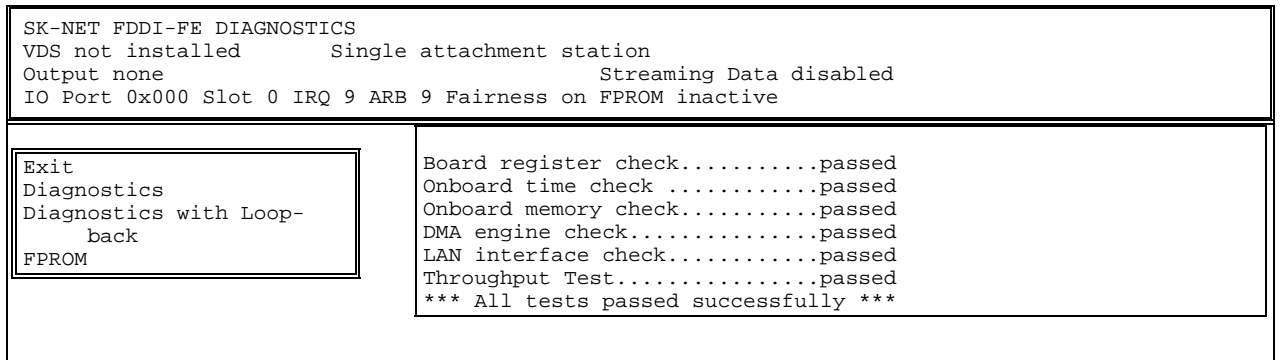 SK-NET FDDI-FE DIAGNOSTICS
VDS not installed Single attachment station
Output none Streaming Data disabled
IO Port 0x000 Slot 0 IRQ 9 ARB 9 Fairness on FPROM inactive
Exit
Diagnostics
Diagnostics with Loop-
back
FPROM
Board register check...........passed
Onboard time check ............passed
Onboard memory check...........passed
DMA engine check...............passed
LAN interface check............passed
Throughput Test................passed
*** All tests passed successfully ***